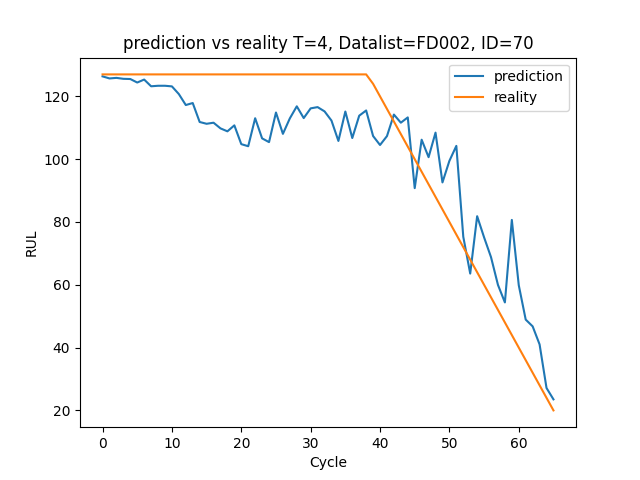 prediction vs reality T=4, Datalist=FD002, ID=70
prediction
reality
RUL
120
100
80
60
40
20
0 10 20 30 40 50 60
Cycle